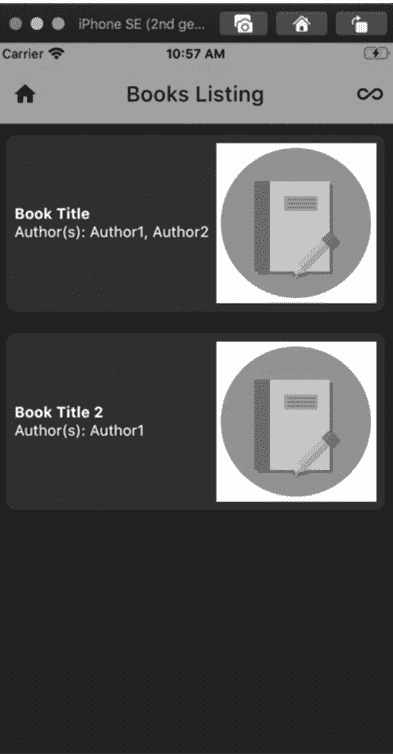 iPhone SE (2nd ge...
Carrier 10:57 AM
Books Listing
Book Title
Author(s): Author1, Author2
Book Title 2
Author(s): Author1